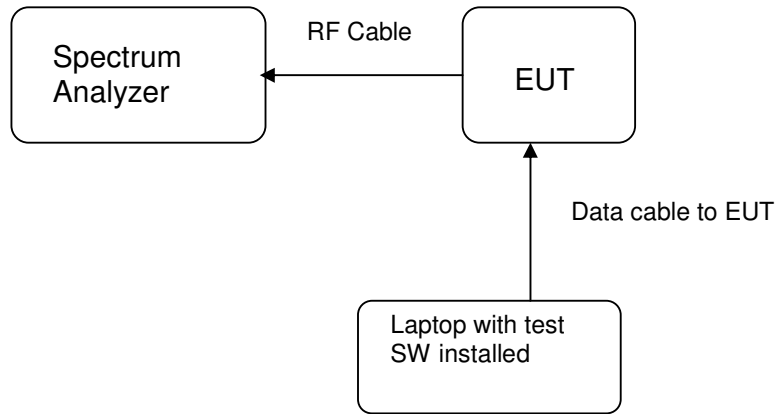 RF Cable
Spectrum
Analyzer
EUT
Data cable to EUT
Laptop with test
SW installed